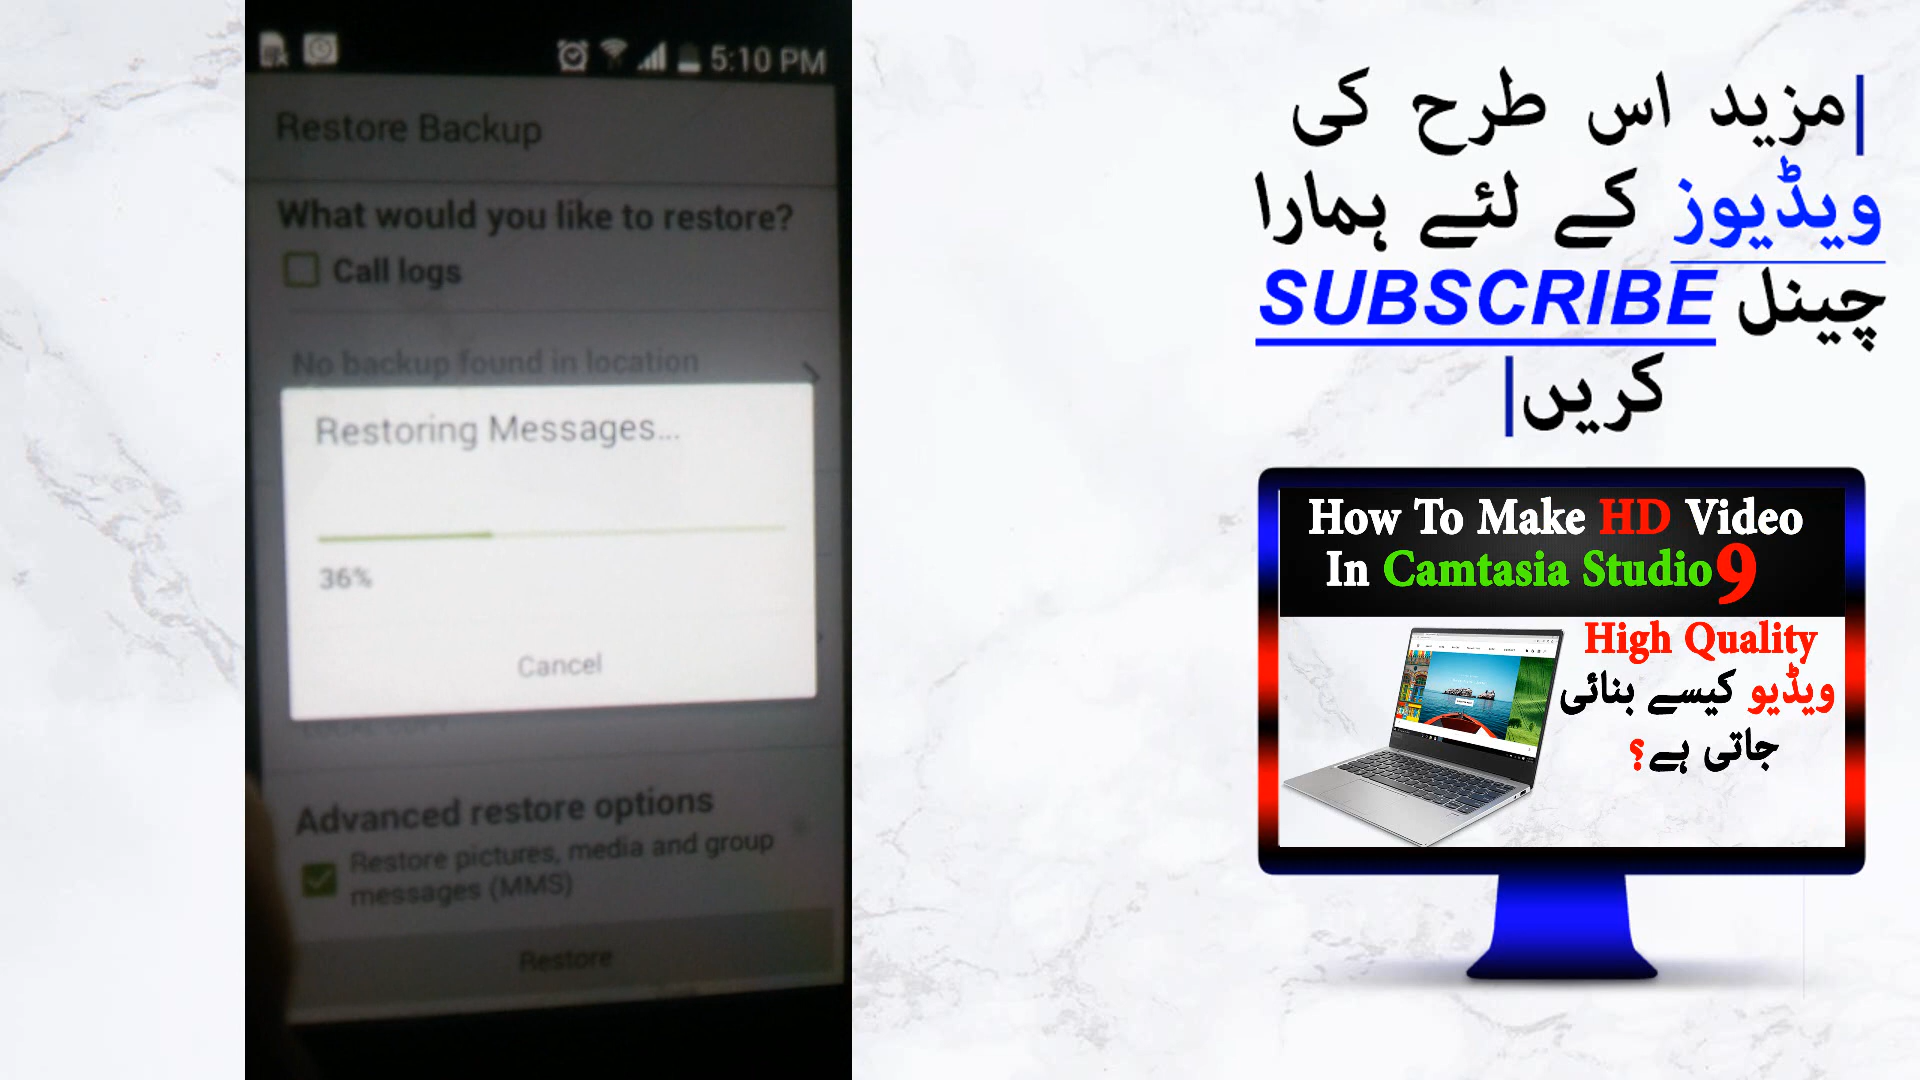 5:10 PM
Restore Backup
What would you like to restore?
Call logs
No backup found in location
Restoring Messages...
36%
Cancel
Advanced restore options
Restore pictures, media and group
messages (MMS)
Restore
|مزید اس طرح کی
ویڈیوز کے لئے ہمارا
چینل SUBSCRIBE
کریں|
How To Make HD Video
In Camtasia Studio 9
High Quality
ویڈیو کیسے بنائی
جاتی ہے؟